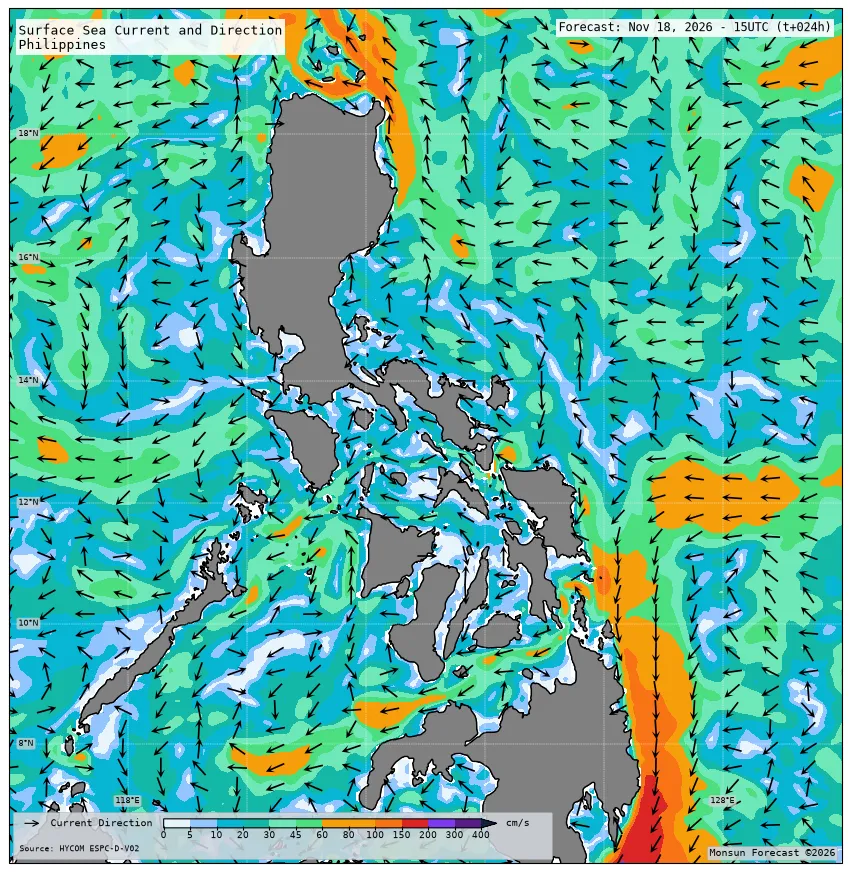 Surface Sea Current and Direction
Philippines
Forecast: Nov 18, 2026 - 15UTC (t+024h)
18°N
16°N
14°N
12°N
10°N
8°N
118°E
128°E
Current Direction
cm/s
0 5 10 20 30 45 60 80 100 150 200 300 400
Source: HYCOM ESPC-D-V02
Monsun Forecast ©2026